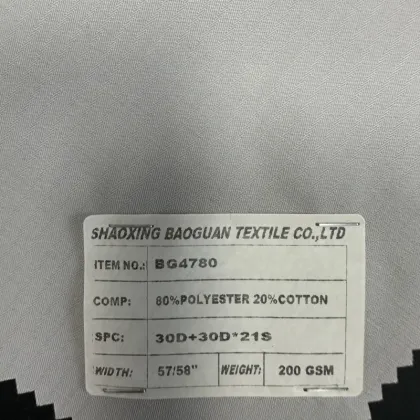 SHAOXING BAOGUAN TEXTILE CO.,LTD
ITEM NO.: BG4780
COMP: 80%POLYESTER 20%COTTON
SPC: 30D+30D*21S
WIDTH: 57/58" WEIGHT: 200 GSM